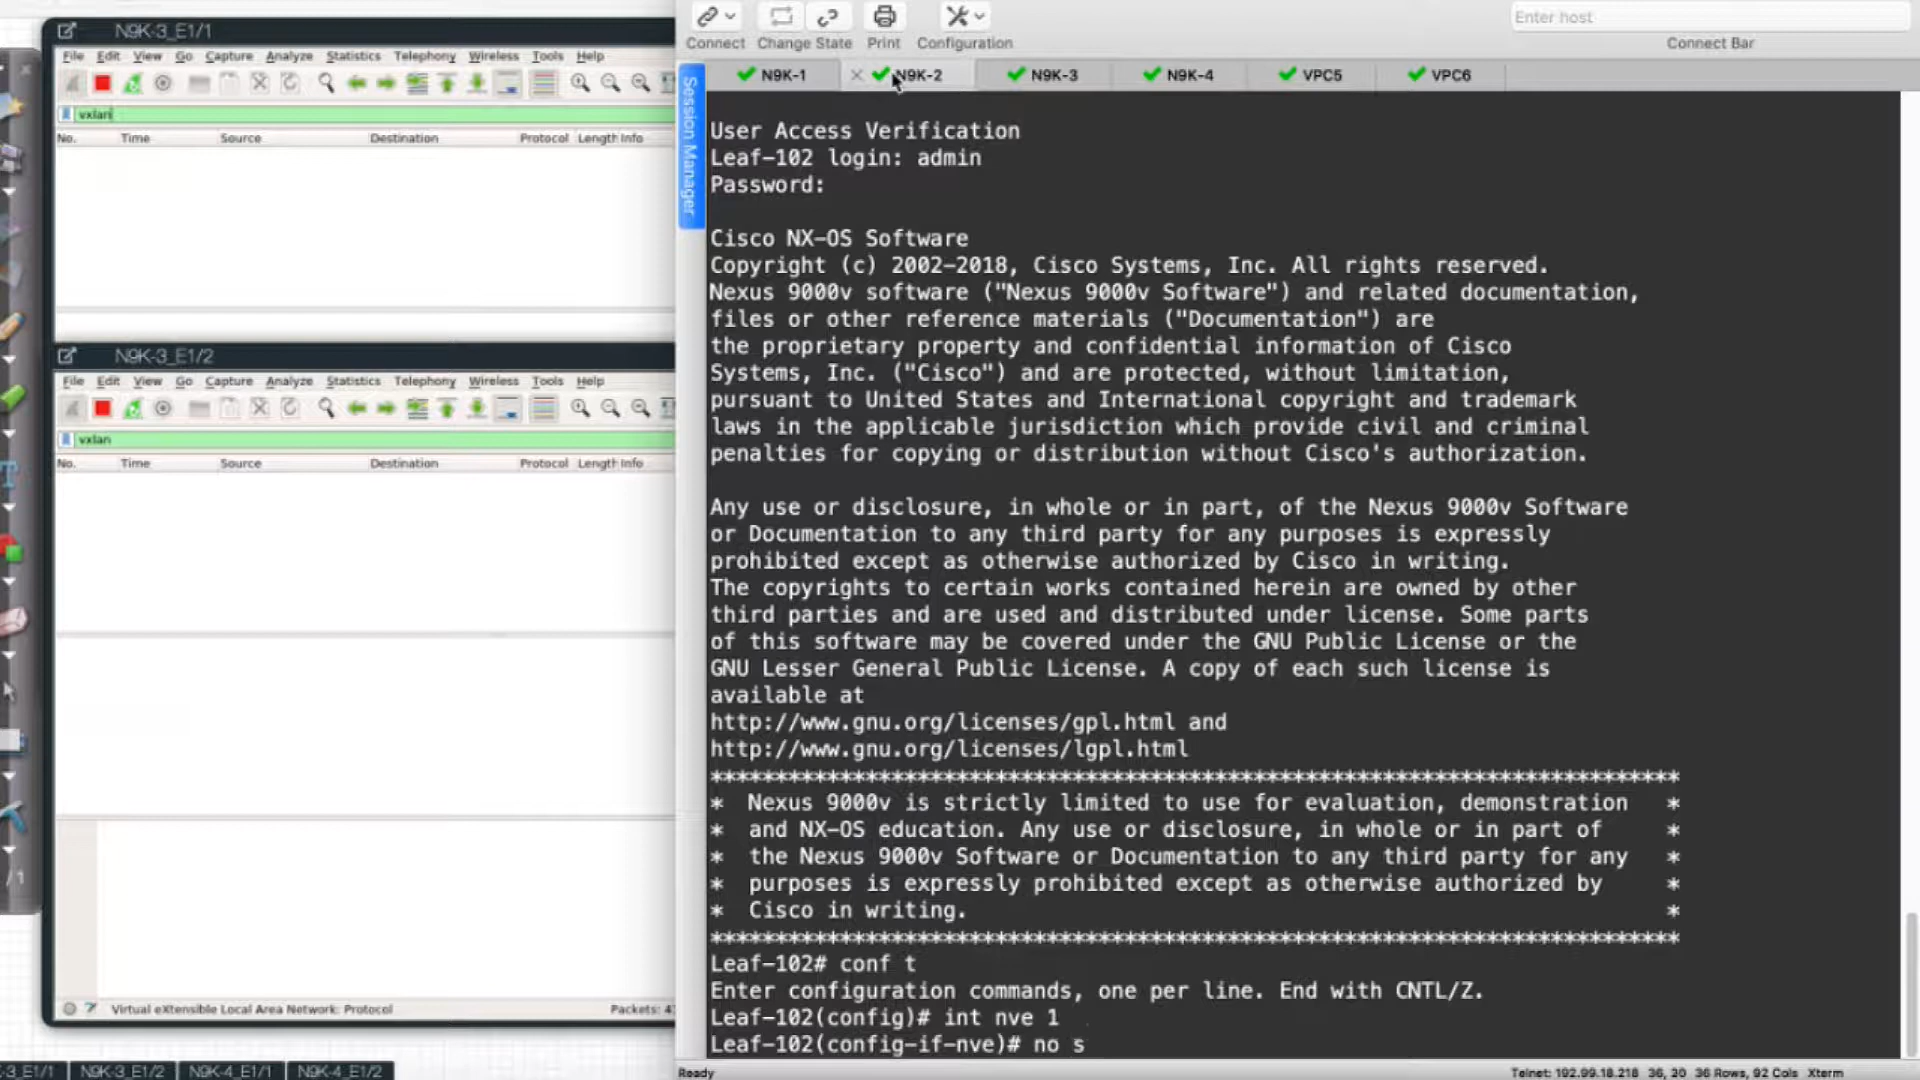 N9K-3_E1/1
File Edit View Go Capture Analyze Statistics Telephony Wireless Tools Help
vxlan
No. Time Source Destination Protocol Length Info
N9K-3_E1/2
File Edit View Go Capture Analyze Statistics Telephony Wireless Tools Help
vxlan
No. Time Source Destination Protocol Length Info
Virtual eXtensible Local Area Network: Protocol Packets:
-3_E1/1 N9K-3_E1/2 N9K-4_E1/1 N9K-4_E1/2
/1
Enter host
Connect Change State Print Configuration Connect Bar
N9K-1 N9K-2 N9K-3 N9K-4 VPC5 VPC6
Session Manager
User Access Verification
Leaf-102 login: admin
Password:
Cisco NX-OS Software
Copyright (c) 2002-2018, Cisco Systems, Inc. All rights reserved.
Nexus 9000v software ("Nexus 9000v Software") and related documentation,
files or other reference materials ("Documentation") are
the proprietary property and confidential information of Cisco
Systems, Inc. ("Cisco") and are protected, without limitation,
pursuant to United States and International copyright and trademark
laws in the applicable jurisdiction which provide civil and criminal
penalties for copying or distribution without Cisco's authorization.
Any use or disclosure, in whole or in part, of the Nexus 9000v Software
or Documentation to any third party for any purposes is expressly
prohibited except as otherwise authorized by Cisco in writing.
The copyrights to certain works contained herein are owned by other
third parties and are used and distributed under license. Some parts
of this software may be covered under the GNU Public License or the
GNU Lesser General Public License. A copy of each such license is
available at
http://www.gnu.org/licenses/gpl.html and
http://www.gnu.org/licenses/lgpl.html
***************************************************************************
* Nexus 9000v is strictly limited to use for evaluation, demonstration *
* and NX-OS education. Any use or disclosure, in whole or in part of *
* the Nexus 9000v Software or Documentation to any third party for any *
* purposes is expressly prohibited except as otherwise authorized by *
* Cisco in writing. *
***************************************************************************
Leaf-102# conf t
Enter configuration commands, one per line. End with CNTL/Z.
Leaf-102(config)# int nve 1
Leaf-102(config-if-nve)# no s
Ready Telnet: 192.99.18.218 36, 20 36 Rows, 92 Cols Xterm